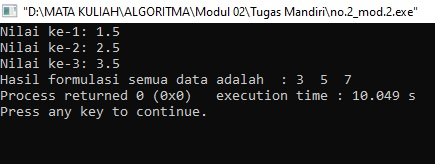 "D:\MATA KULIAH\ALGORITMA\Modul 02\Tugas Mandiri\no.2_mod.2.exe"
Nilai ke-1: 1.5
Nilai ke-2: 2.5
Nilai ke-3: 3.5
Hasil formulasi semua data adalah  : 3  5  7
Process returned 0 (0x0)   execution time : 10.049 s
Press any key to continue.